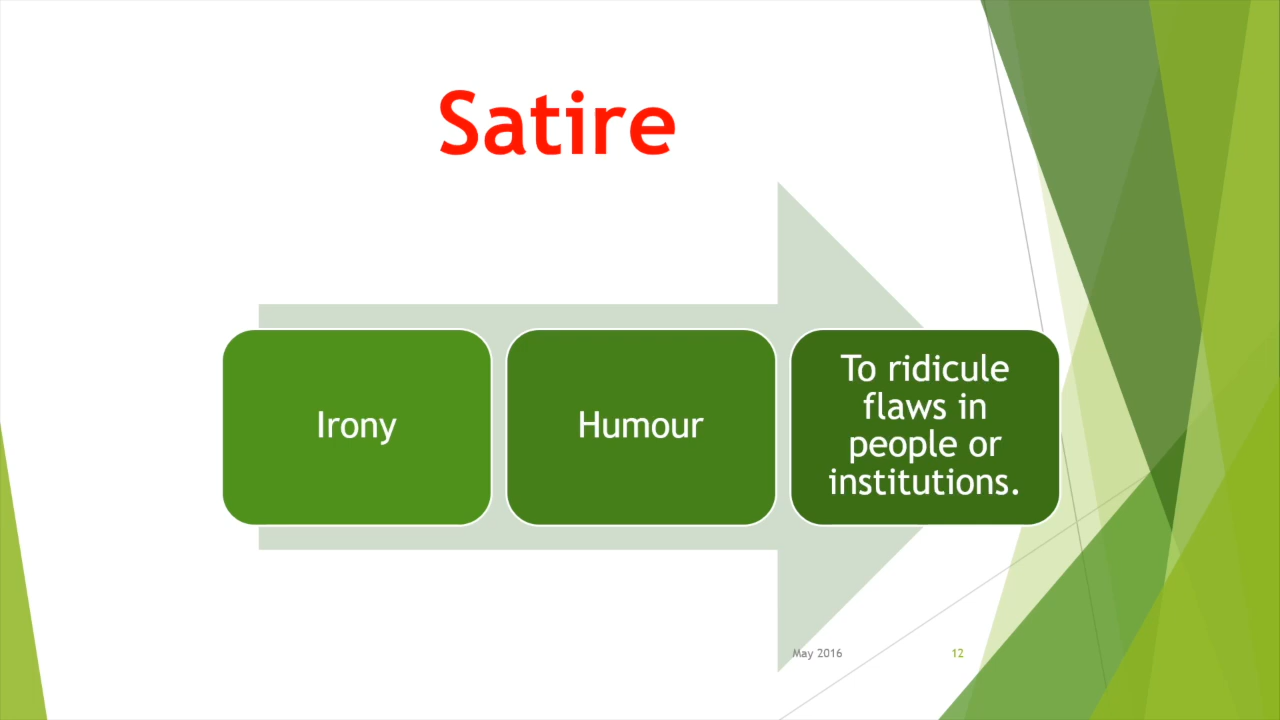 Satire
Irony
Humour
To ridicule
flaws in
people or
institutions.
May 2016
12